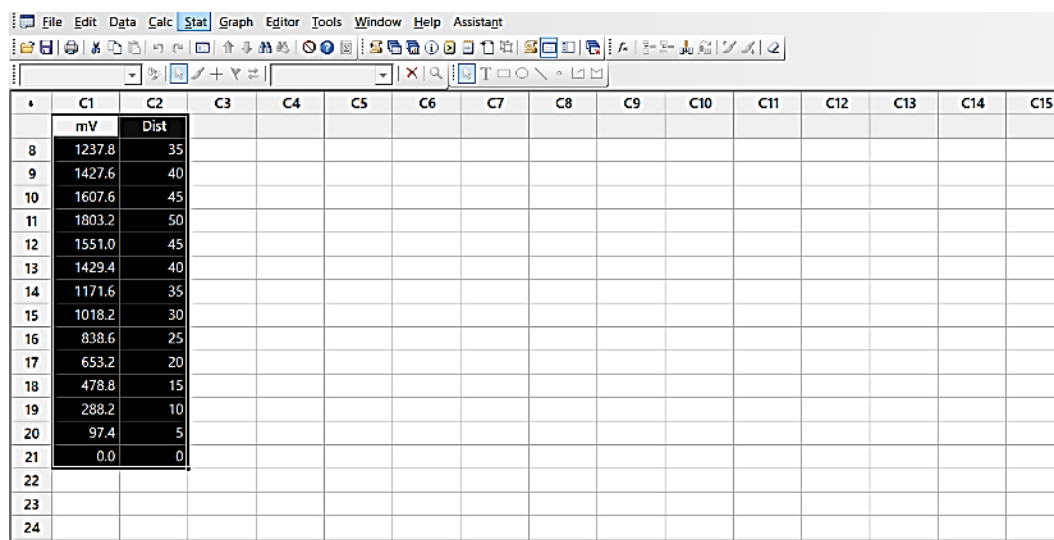 File Edit Data Calc Stat Graph Editor Tools Window Help Assistant
C1 C2 C3 C4 C5 C6 C7 C8 C9 C10 C11 C12 C13 C14 C15
mV Dist
8 1237.8 35
9 1427.6 40
10 1607.6 45
11 1803.2 50
12 1551.0 45
13 1429.4 40
14 1171.6 35
15 1018.2 30
16 838.6 25
17 653.2 20
18 478.8 15
19 288.2 10
20 97.4 5
21 0.0 0
22
23
24